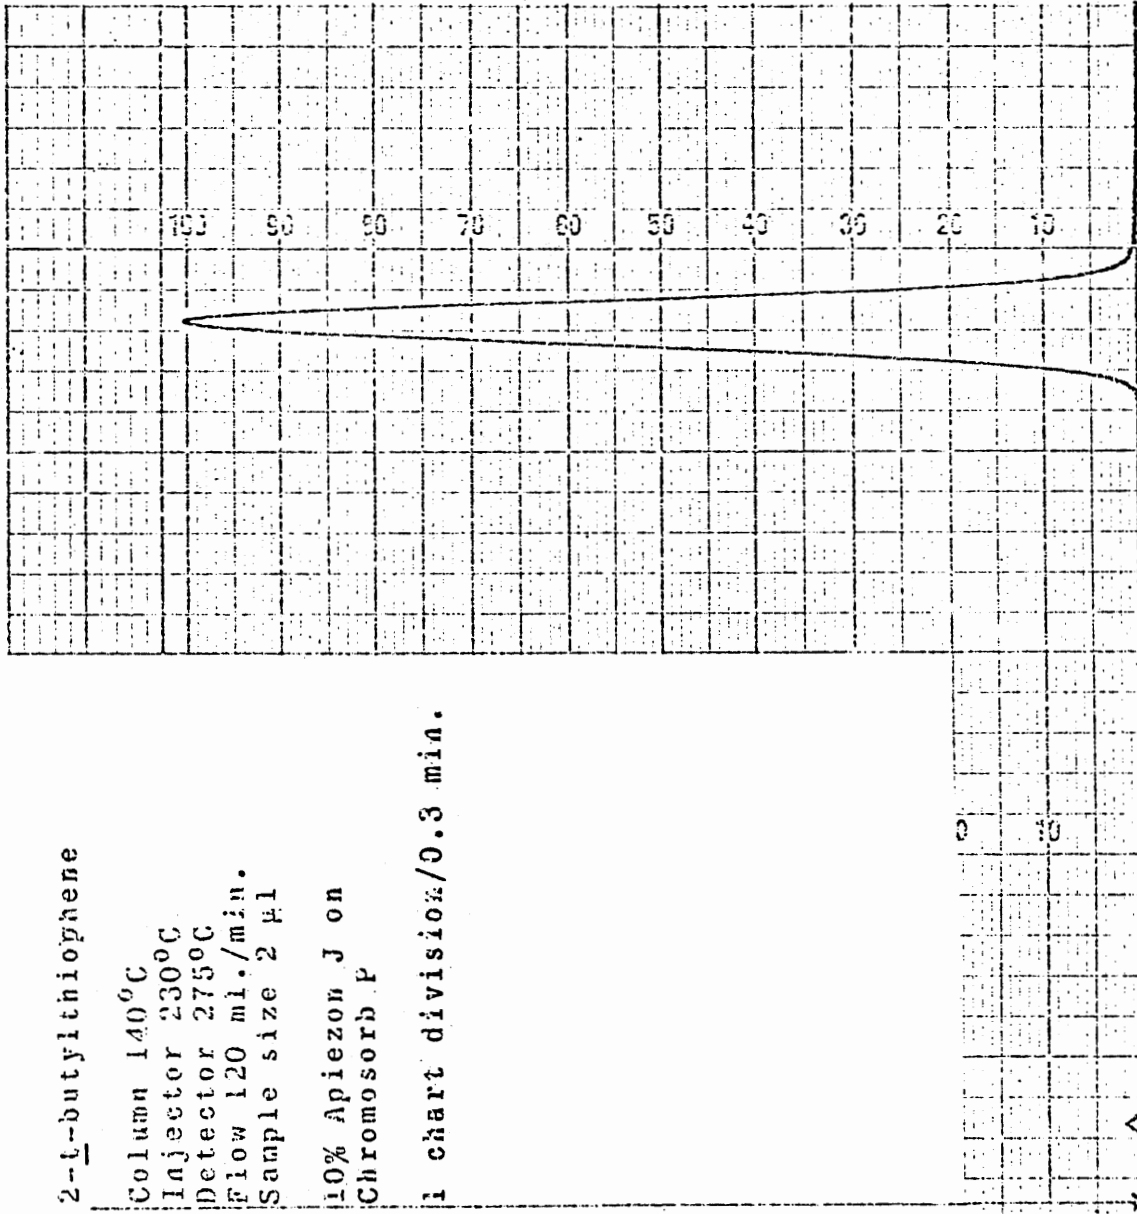 2-t-butylthiophene
Column 140°C
Injector 230°C
Detector 275°C
Flow 120 ml./min.
Sample size 2 μl
10% Apiezon J on
Chromosorb P
1 chart division/0.3 min.
100 90 80 70 60 50 40 30 20 10
0 10